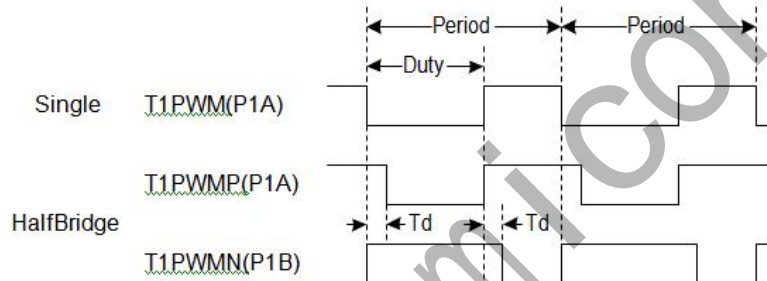 Period Period
Duty
Single T1PWM(P1A)
T1PWMP(P1A)
HalfBridge Td Td
T1PWMN(P1B)